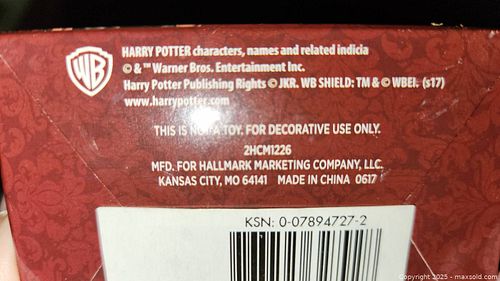 WB
HARRY POTTER characters, names and related indicia
© & ™ Warner Bros. Entertainment Inc.
Harry Potter Publishing Rights © JKR. WB SHIELD: TM & © WBEI. (s17)
www.harrypotter.com
THIS IS NOT A TOY. FOR DECORATIVE USE ONLY.
2HCM1226
MFD. FOR HALLMARK MARKETING COMPANY, LLC.
KANSAS CITY, MO 64141 MADE IN CHINA 0617
KSN: 0-07894727-2
Copyright 2025 - maxsold.com